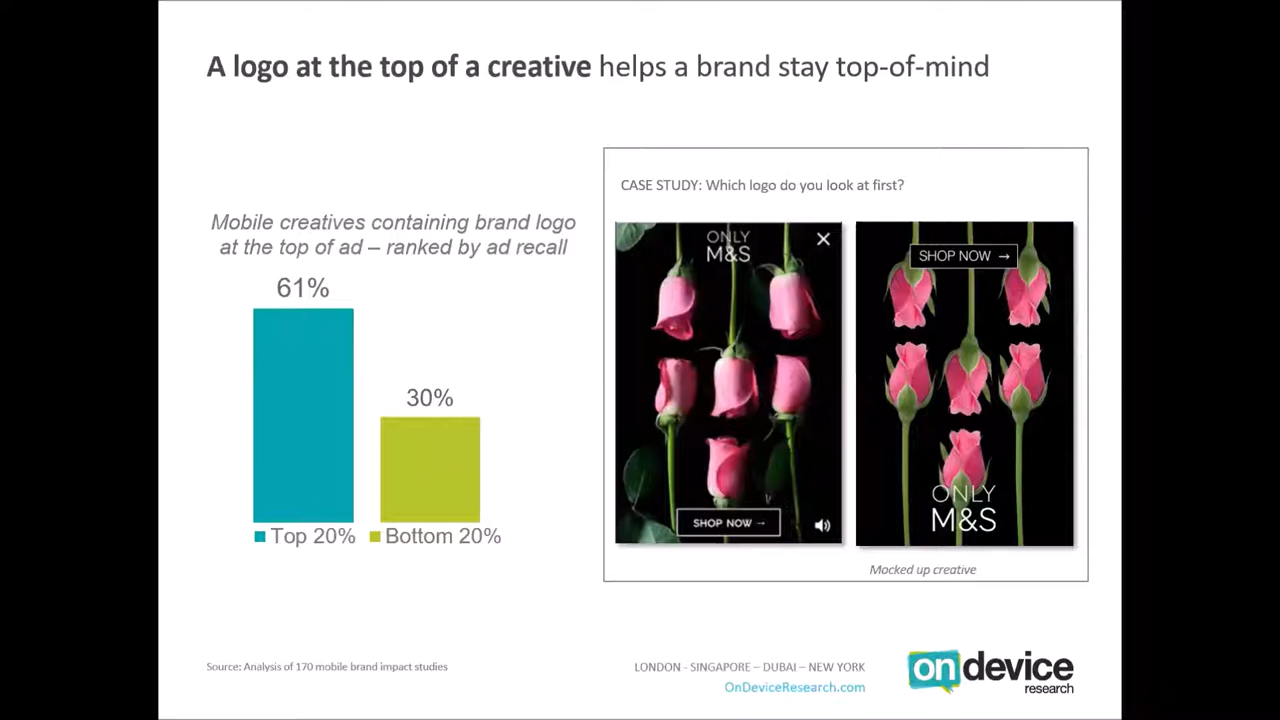 A logo at the top of a creative helps a brand stay top-of-mind
Mobile creatives containing brand logo
at the top of ad – ranked by ad recall
61%
30%
Top 20%
Bottom 20%
CASE STUDY: Which logo do you look at first?
ONLY
M&S
SHOP NOW →
SHOP NOW →
ONLY
M&S
Mocked up creative
Source: Analysis of 170 mobile brand impact studies
LONDON - SINGAPORE – DUBAI – NEW YORK
OnDeviceResearch.com
on device
research